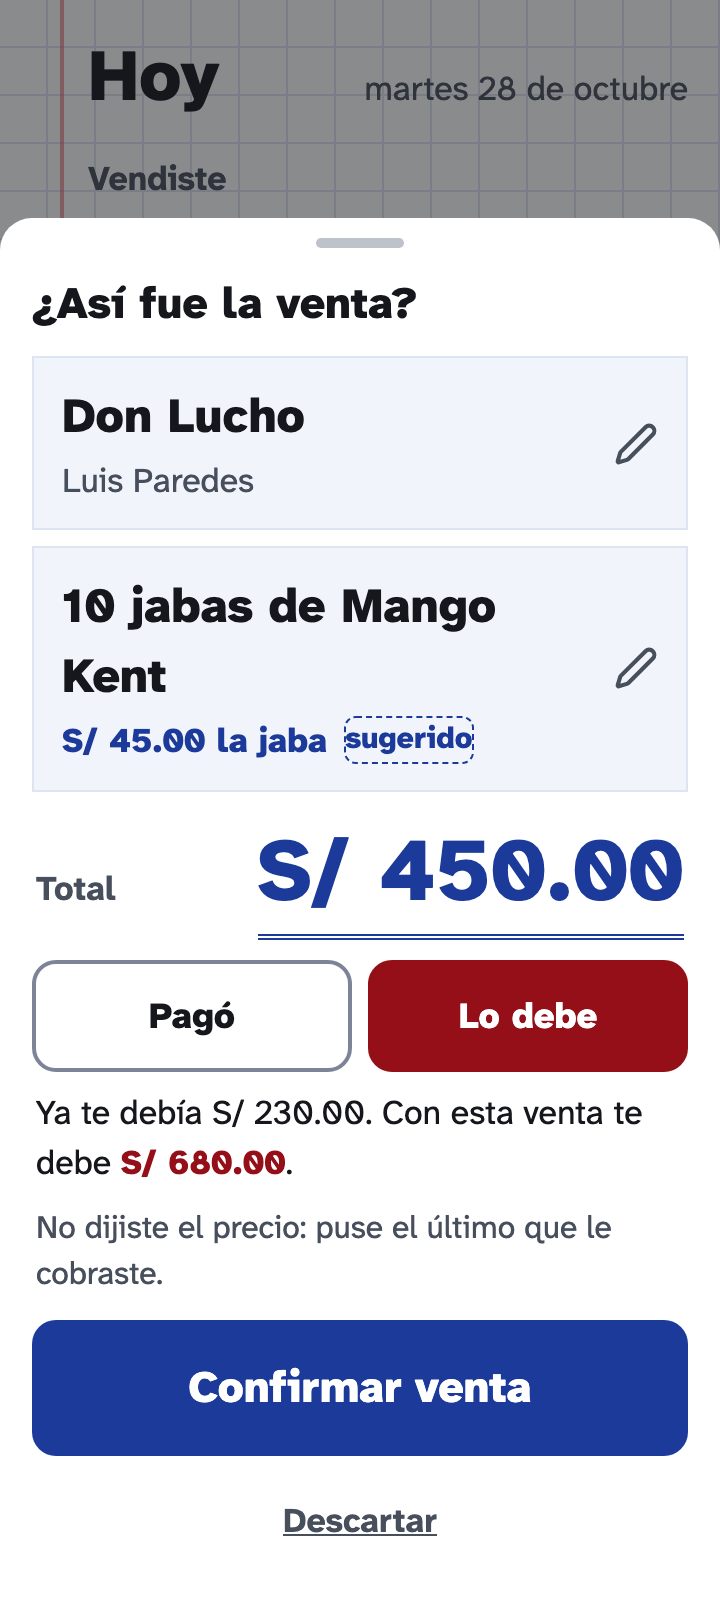 Hoy
martes 28 de octubre
Vendiste
¿Así fue la venta?
Don Lucho
Luis Paredes
10 jabas de Mango
Kent
S/ 45.00 la jaba sugerido
Total
S/ 450.00
Pagó
Lo debe
Ya te debía S/ 230.00. Con esta venta te
debe S/ 680.00.
No dijiste el precio: puse el último que le
cobraste.
Confirmar venta
Descartar